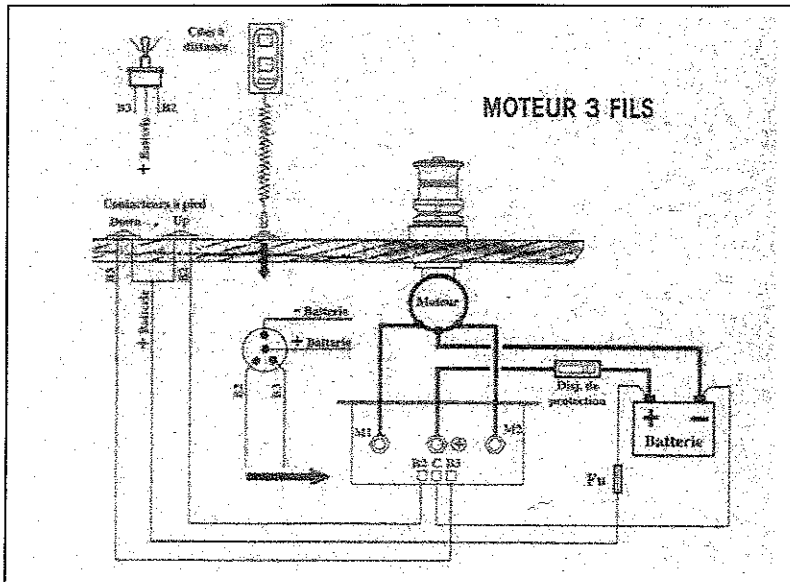 Cde à
distance
MOTEUR 3 FILS
B3
B2
+ Batterie
Contacteurs à pied
Down
Up
B3
B2
+ Batterie
Moteur
- Batterie
+ Batterie
B2
B3
Disj. de
protection
+ -
Batterie
M1
+
M2
B2 C B3
Fu